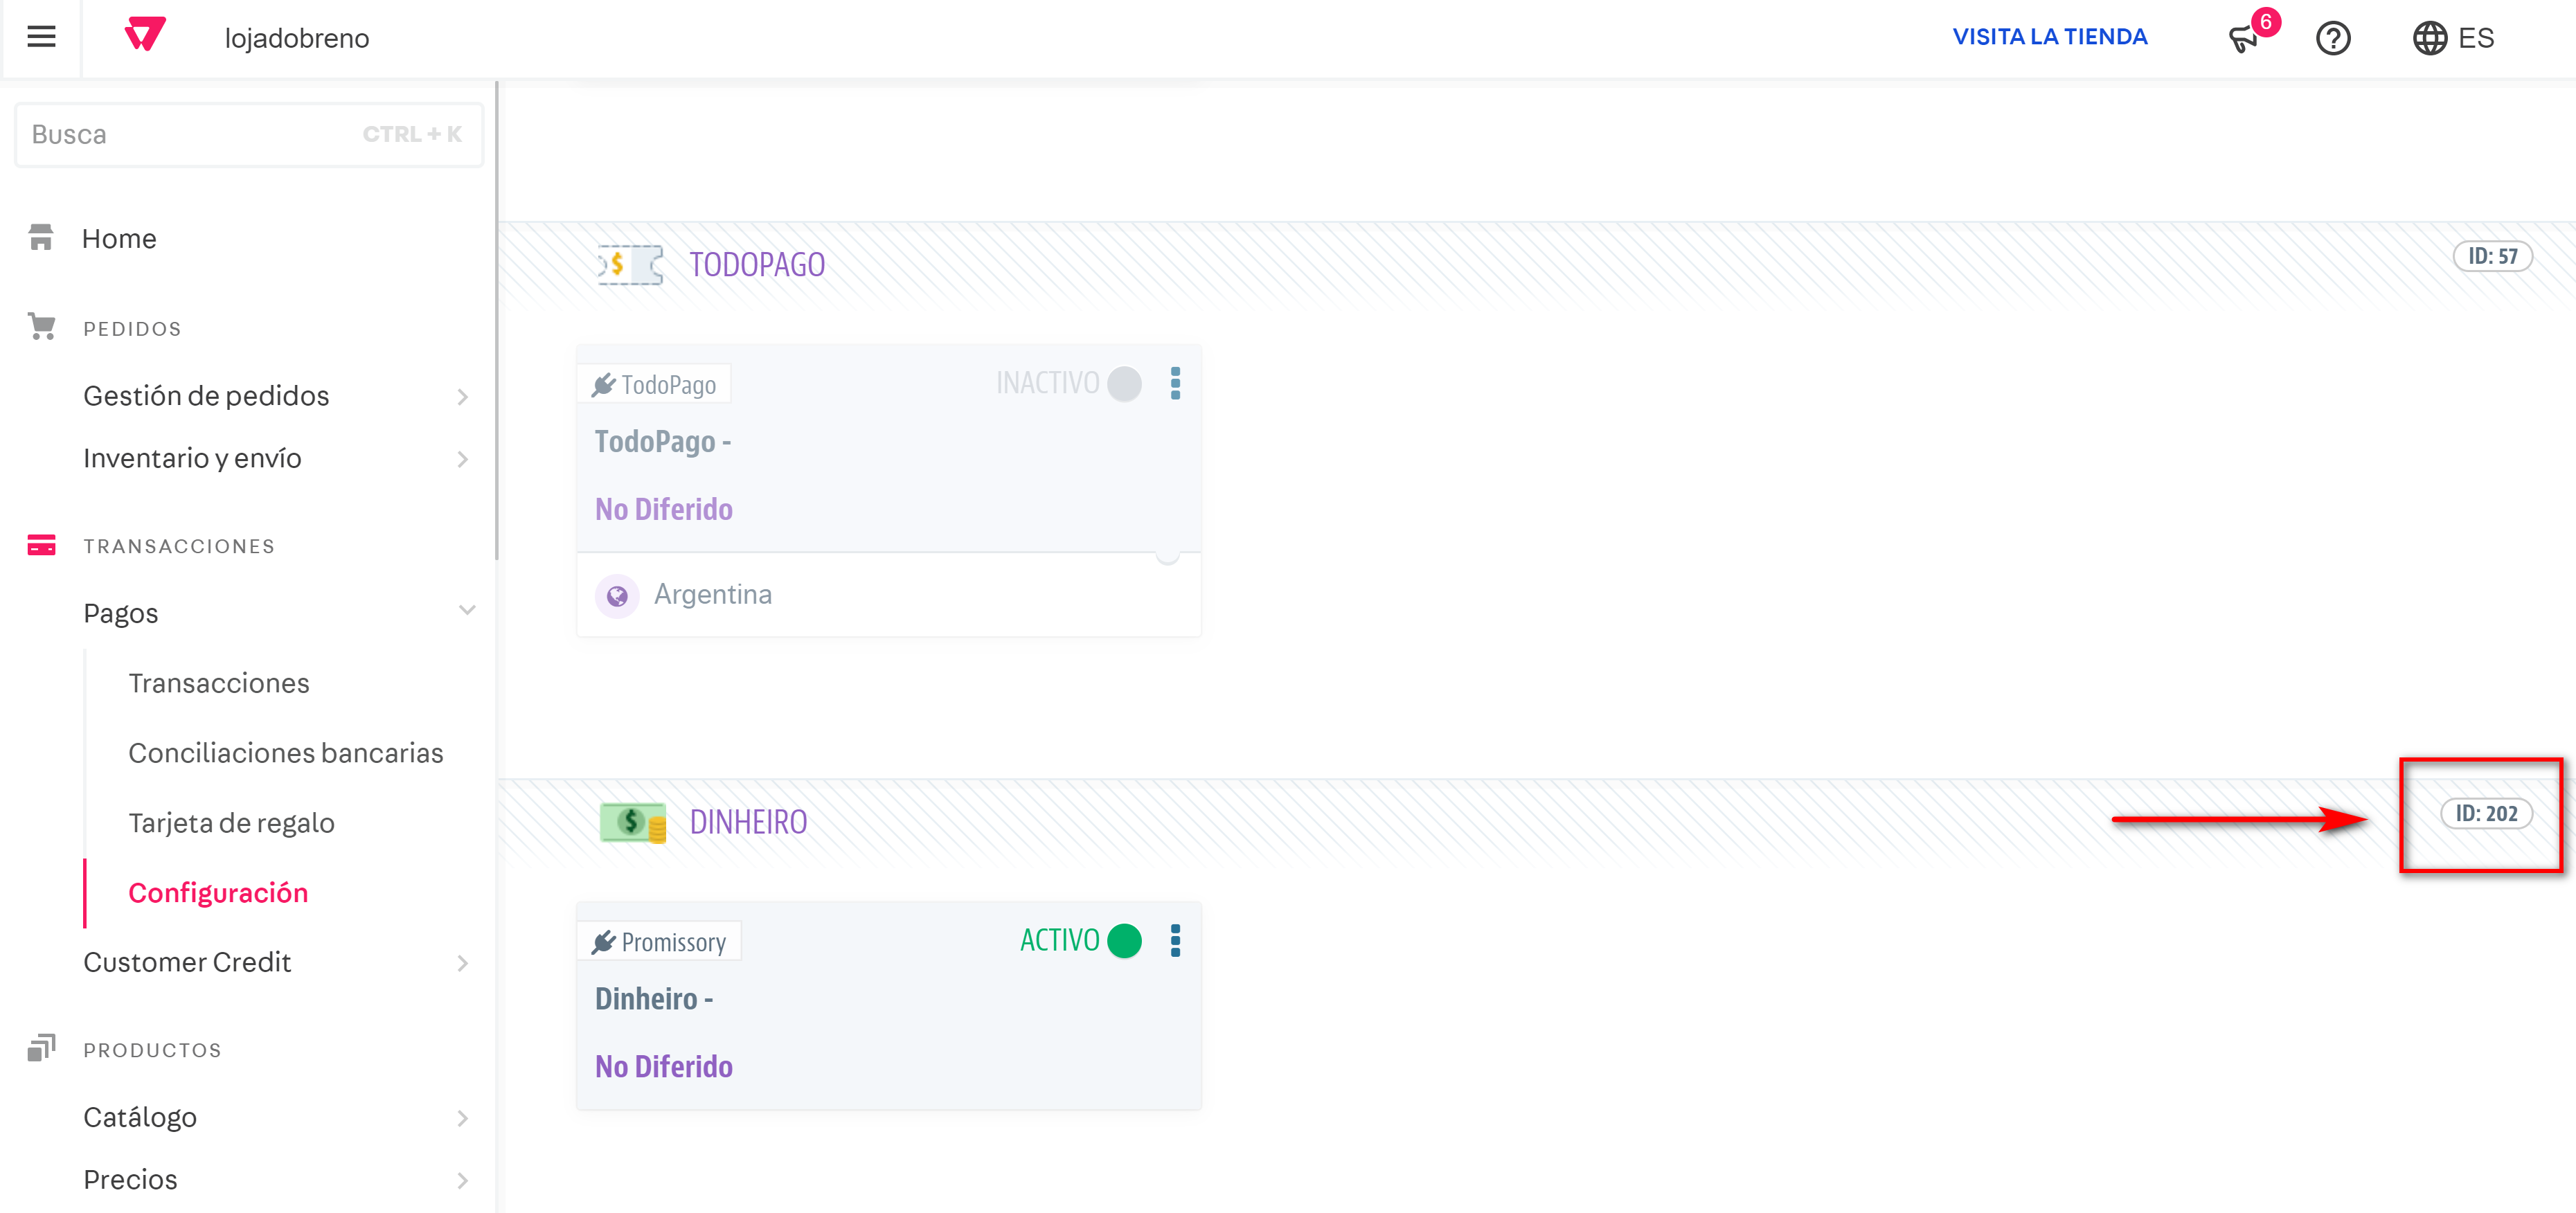 lojadobreno
VISITA LA TIENDA
6
ES
Busca
CTRL + K
Home
PEDIDOS
Gestión de pedidos
Inventario y envío
TRANSACCIONES
Pagos
Transacciones
Conciliaciones bancarias
Tarjeta de regalo
Configuración
Customer Credit
PRODUCTOS
Catálogo
Precios
TODOPAGO
ID: 57
TodoPago
INACTIVO
TodoPago -
No Diferido
Argentina
DINHEIRO
ID: 202
Promissory
ACTIVO
Dinheiro -
No Diferido